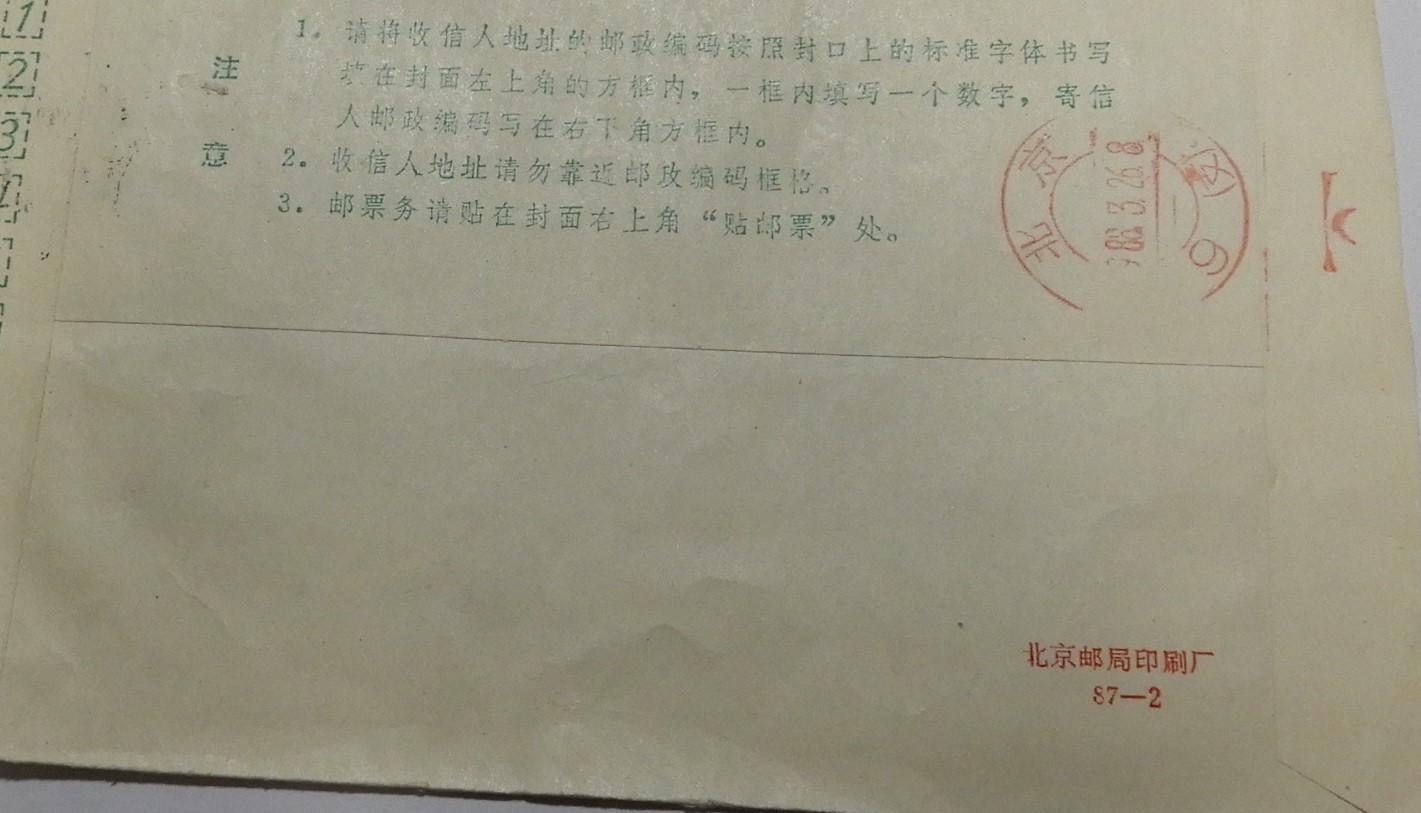 1
2
3
注意
1. 请将收信人地址的邮政编码按照封口上的标准字体书写
填在封面左上角的方框内，一框内填写一个数字，寄信
人邮政编码写在右下角方框内。
2. 收信人地址请勿靠近邮政编码框格。
3. 邮票务请贴在封面右上角“贴邮票”处。
北京
88.3.26.8
北京邮局印刷厂
87—2